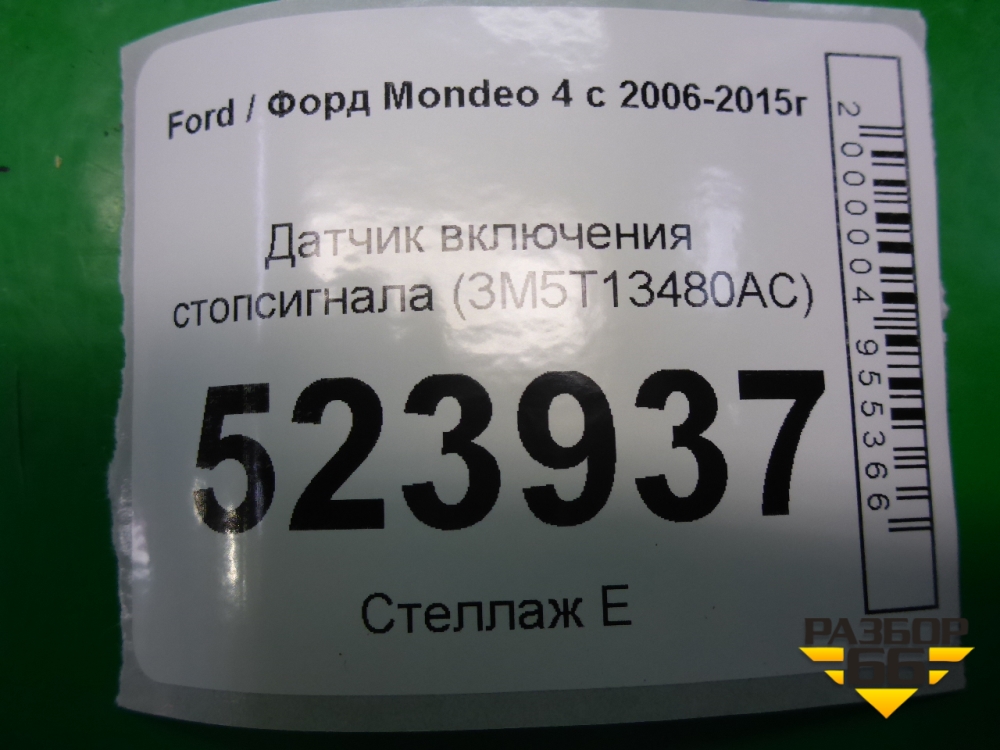 Ford / Форд Mondeo 4 с 2006-2015г
Датчик включения
стопсигнала (3M5T13480AC)
523937
Стеллаж Е
2000004955366
РАЗБОР
66